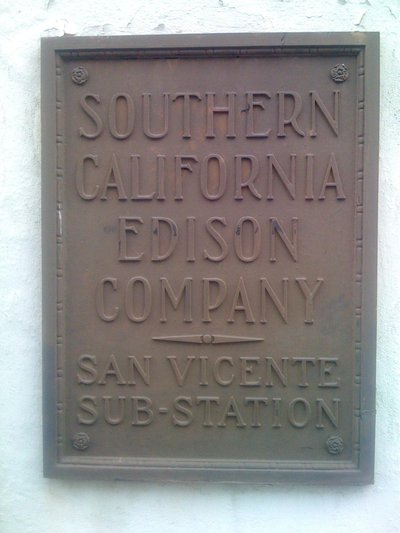 SOUTHERN
CALIFORNIA
EDISON
COMPANY
SAN VICENTE
SUB-STATION